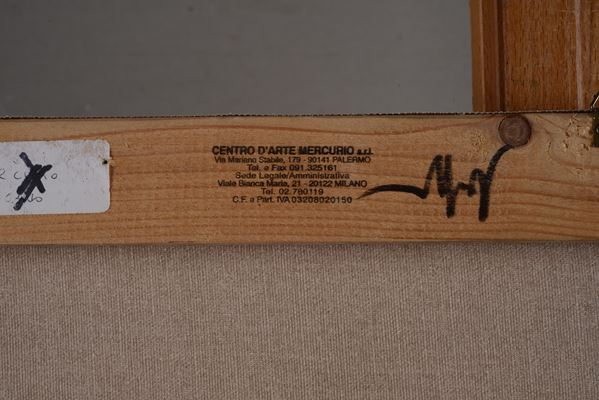 CENTRO D'ARTE MERCURIO s.r.l.
Via Mariano Stabile, 179 - 90141 PALERMO
Tel. e Fax 091.325161
Sede Legale/Amministrativa
Viale Bianca Maria, 21 - 20122 MILANO
Tel. 02.780119
C.F. e Part. IVA 03208020150